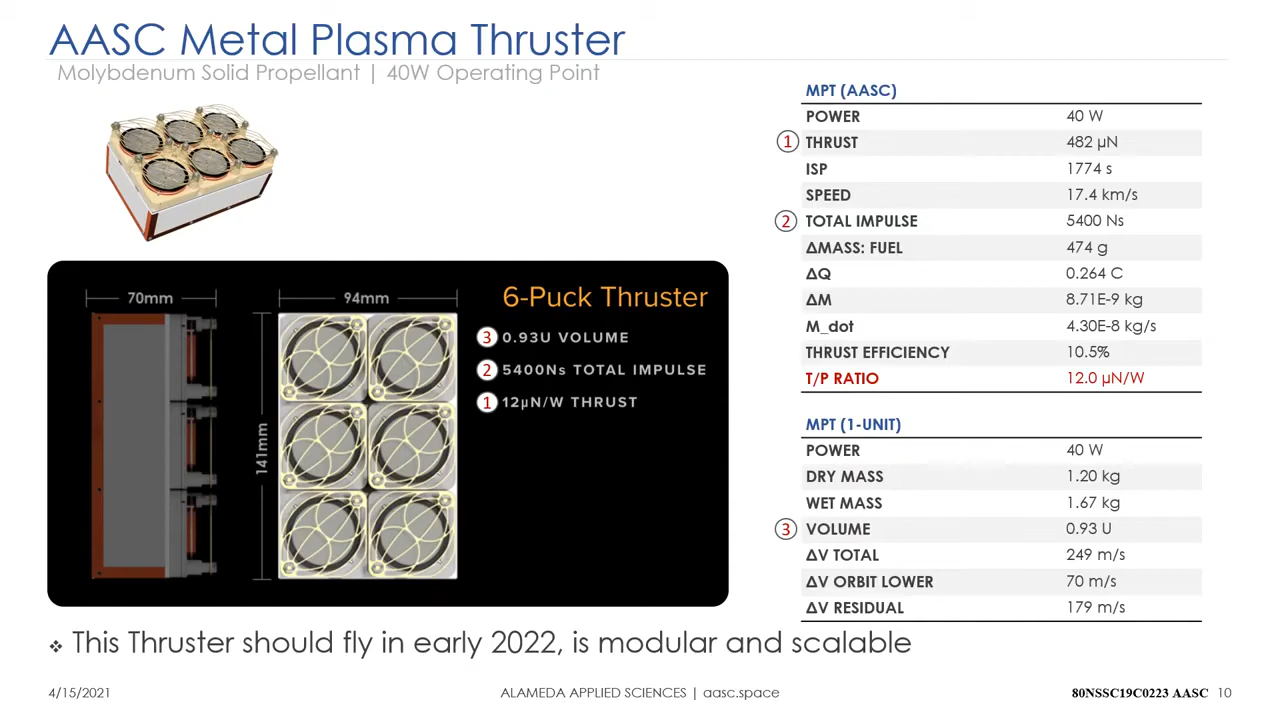 AASC Metal Plasma Thruster
Molybdenum Solid Propellant | 40W Operating Point
70mm
94mm
141mm
6-Puck Thruster
3 0.93U VOLUME
2 5400Ns TOTAL IMPULSE
1 12µN/W THRUST
MPT (AASC)
POWER 40 W
1 THRUST 482 µN
ISP 1774 s
SPEED 17.4 km/s
2 TOTAL IMPULSE 5400 Ns
ΔMASS: FUEL 474 g
ΔQ 0.264 C
ΔM 8.71E-9 kg
M_dot 4.30E-8 kg/s
THRUST EFFICIENCY 10.5%
T/P RATIO 12.0 µN/W
MPT (1-UNIT)
POWER 40 W
DRY MASS 1.20 kg
WET MASS 1.67 kg
3 VOLUME 0.93 U
ΔV TOTAL 249 m/s
ΔV ORBIT LOWER 70 m/s
ΔV RESIDUAL 179 m/s
❖ This Thruster should fly in early 2022, is modular and scalable
4/15/2021 ALAMEDA APPLIED SCIENCES | aasc.space 80NSSC19C0223 AASC 10